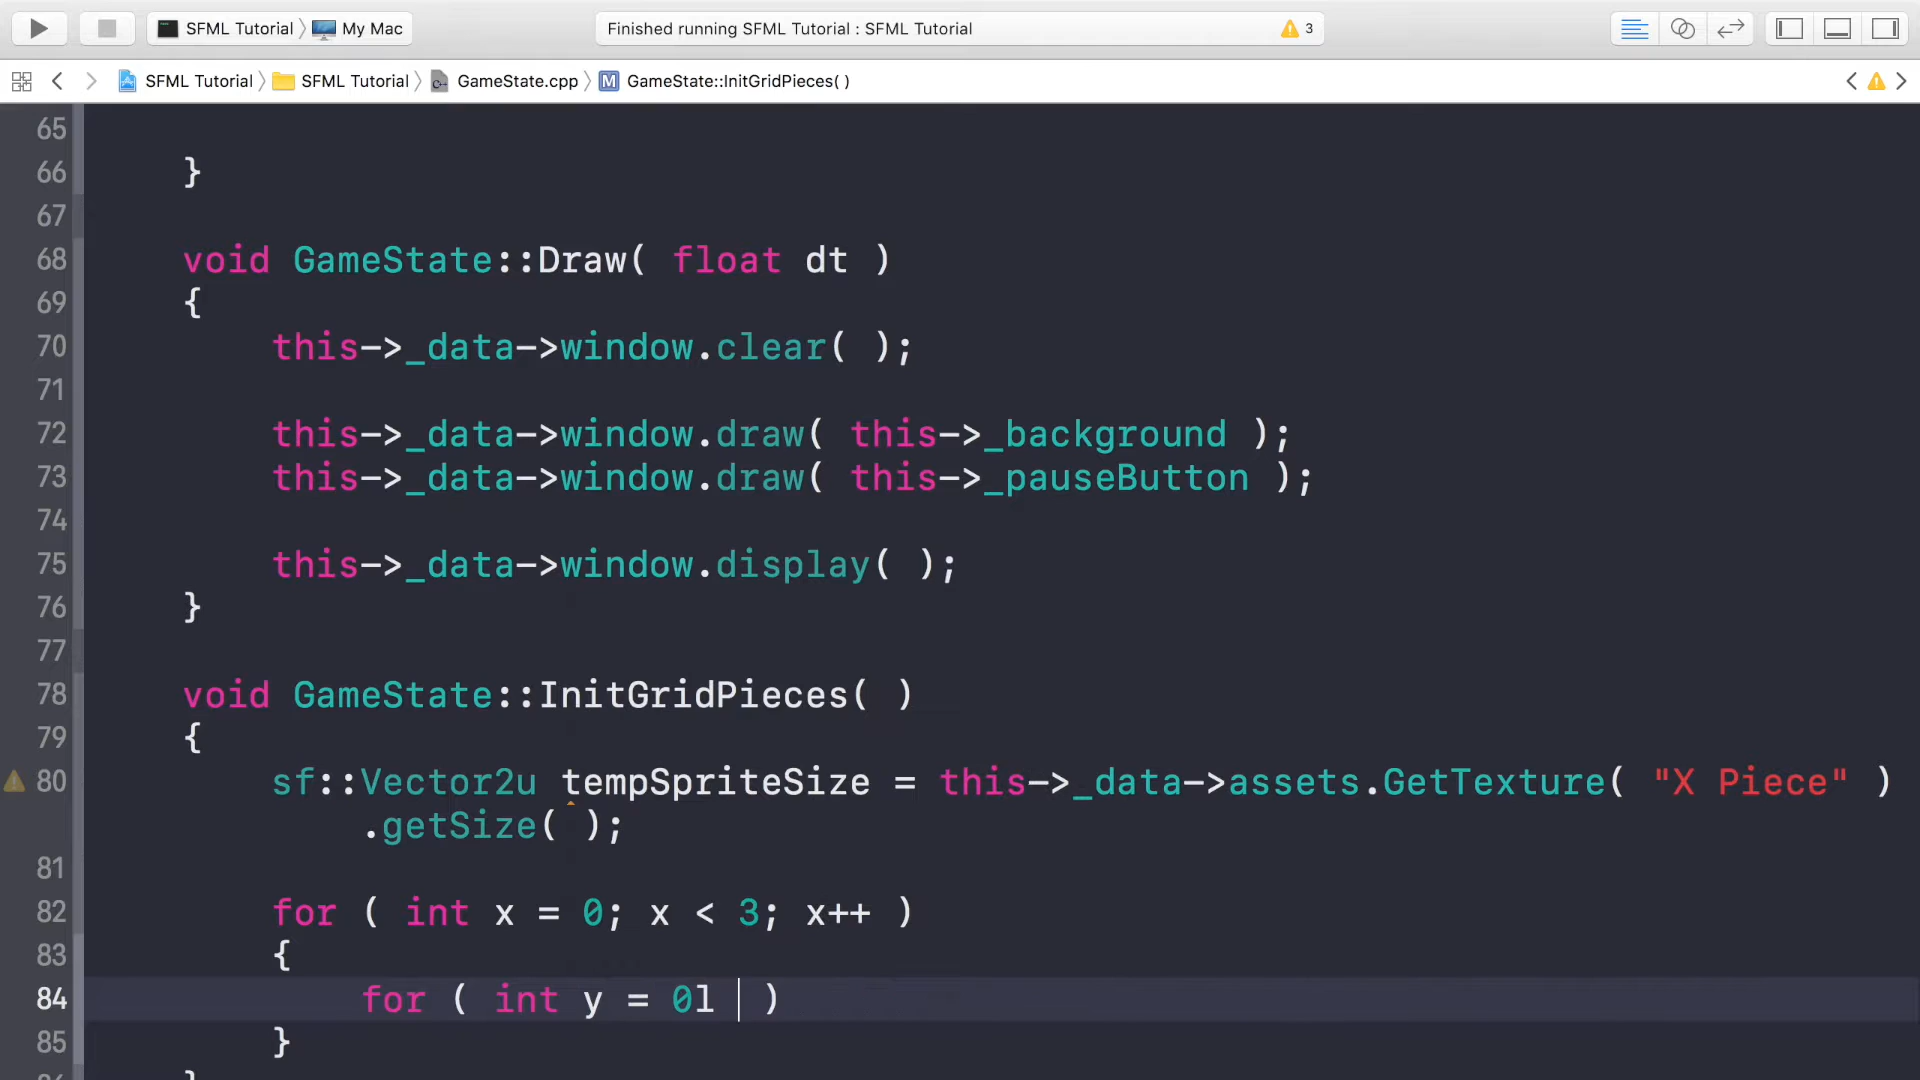 SFML Tutorial My Mac Finished running SFML Tutorial : SFML Tutorial 3
SFML Tutorial SFML Tutorial GameState.cpp M GameState::InitGridPieces( )
65
66 }
67
68 void GameState::Draw( float dt )
69 {
70 this->_data->window.clear( );
71
72 this->_data->window.draw( this->_background );
73 this->_data->window.draw( this->_pauseButton );
74
75 this->_data->window.display( );
76 }
77
78 void GameState::InitGridPieces( )
79 {
80 sf::Vector2u tempSpriteSize = this->_data->assets.GetTexture( "X Piece" )
.getSize( );
81
82 for ( int x = 0; x < 3; x++ )
83 {
84 for ( int y = 0l )
85 }
86 }